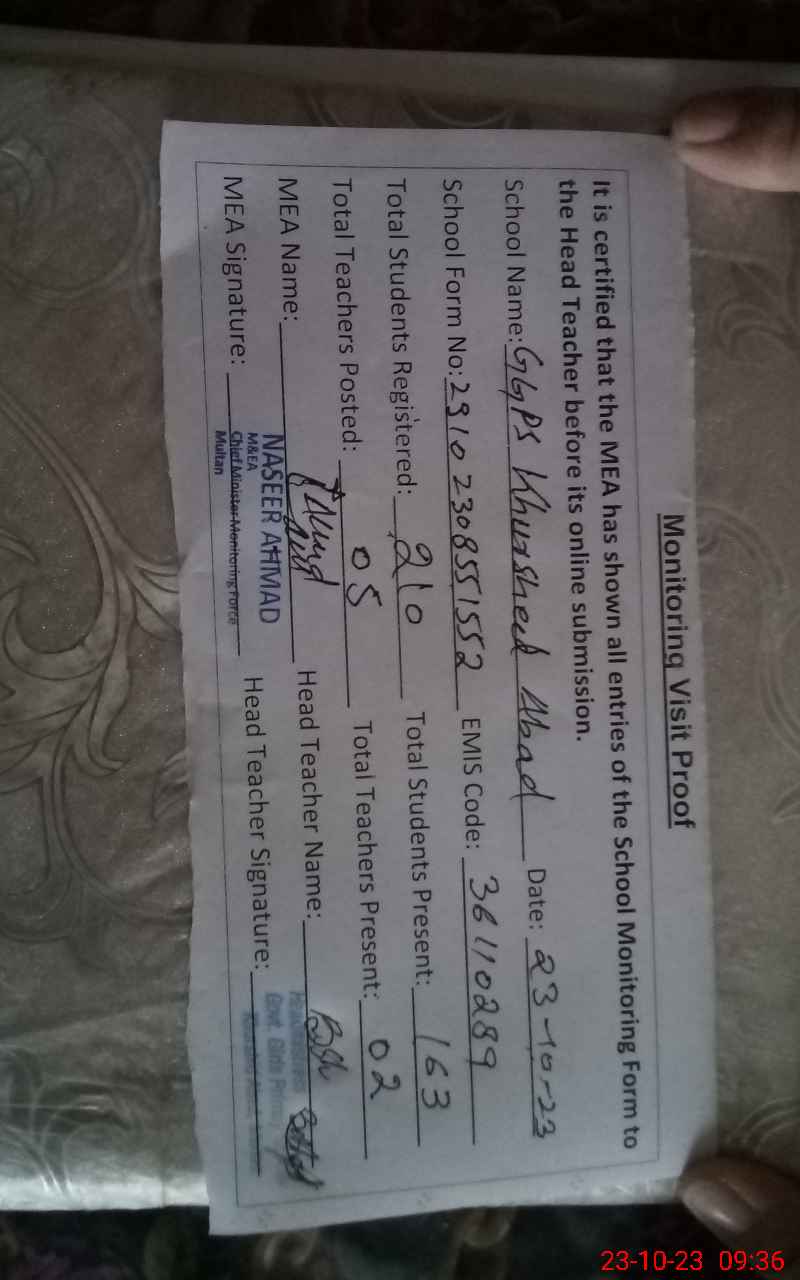 Monitoring Visit Proof
It is certified that the MEA has shown all entries of the School Monitoring Form to
the Head Teacher before its online submission.
School Name: GGPS Khursheed Abad Date: 23-10-23
School Form No: 29102308551552 EMIS Code: 36110289
Total Students Registered: 210 Total Students Present: 163
Total Teachers Posted: 05 Total Teachers Present: 02
MEA Name: Head Teacher Name:
MEA Signature: Head Teacher Signature:
NASEER AHMAD
M&EA
Chief Minister Monitoring Force
Multan
Govt. Girls
23-10-23 09:36